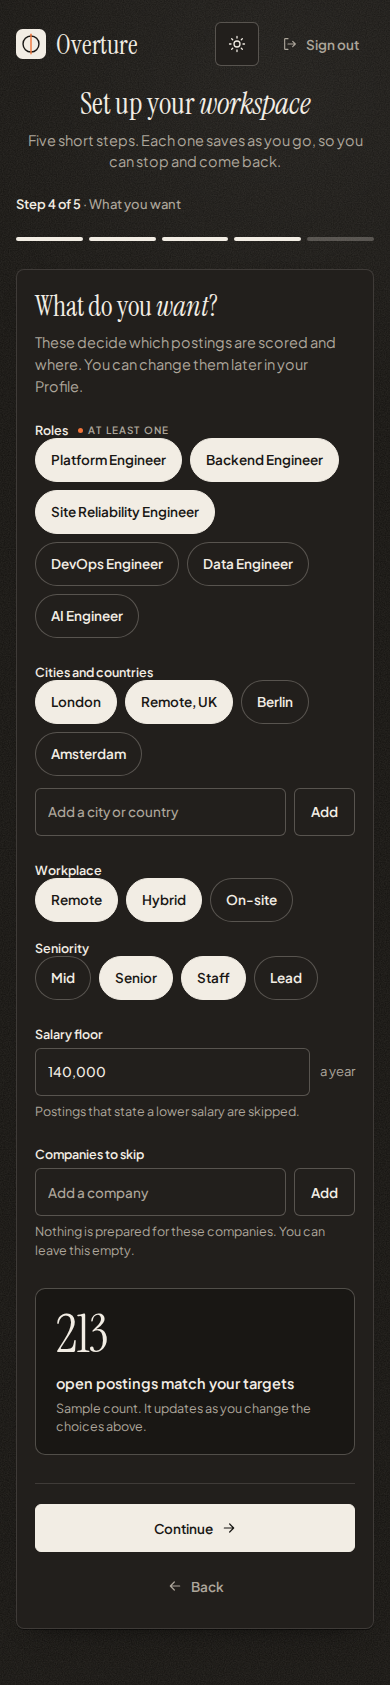 Overture
Sign out
Set up your workspace
Five short steps. Each one saves as you go, so you
can stop and come back.
Step 4 of 5 · What you want
What do you want?
These decide which postings are scored and
where. You can change them later in your
Profile.
Roles • AT LEAST ONE
Platform Engineer
Backend Engineer
Site Reliability Engineer
DevOps Engineer
Data Engineer
AI Engineer
Cities and countries
London
Remote, UK
Berlin
Amsterdam
Add a city or country
Add
Workplace
Remote
Hybrid
On-site
Seniority
Mid
Senior
Staff
Lead
Salary floor
140,000
a year
Postings that state a lower salary are skipped.
Companies to skip
Add a company
Add
Nothing is prepared for these companies. You can
leave this empty.
213
open postings match your targets
Sample count. It updates as you change the
choices above.
Continue →
← Back